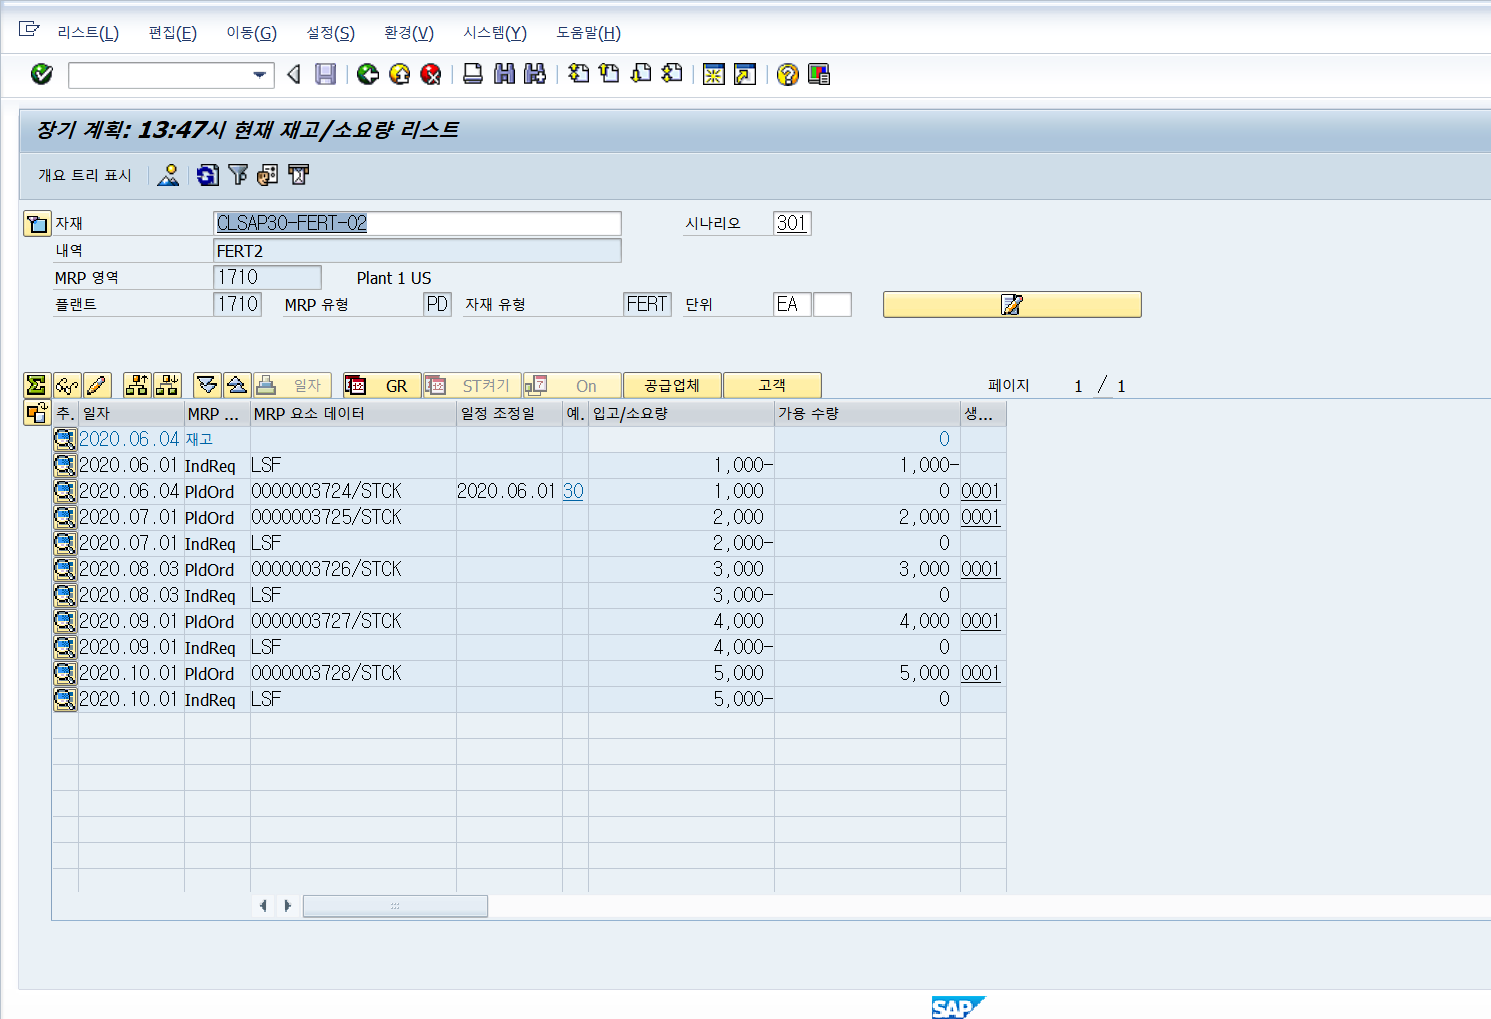 리스트(L) 편집(E) 이동(G) 설정(S) 환경(V) 시스템(Y) 도움말(H)
장기 계획: 13:47시 현재 재고/소요량 리스트
개요 트리 표시
자재 CLSAP30-FERT-02 시나리오 301
내역 FERT2
MRP 영역 1710 Plant 1 US
플랜트 1710 MRP 유형 PD 자재 유형 FERT 단위 EA
일자 GR ST켜기 On 공급업체 고객 페이지 1 / 1
추. 일자 MRP ... MRP 요소 데이터 일정 조정일 예. 입고/소요량 가용 수량 생...
2020.06.04 재고 0
2020.06.01 IndReq LSF 1,000- 1,000-
2020.06.04 PldOrd 0000003724/STCK 2020.06.01 30 1,000 0 0001
2020.07.01 PldOrd 0000003725/STCK 2,000 2,000 0001
2020.07.01 IndReq LSF 2,000- 0
2020.08.03 PldOrd 0000003726/STCK 3,000 3,000 0001
2020.08.03 IndReq LSF 3,000- 0
2020.09.01 PldOrd 0000003727/STCK 4,000 4,000 0001
2020.09.01 IndReq LSF 4,000- 0
2020.10.01 PldOrd 0000003728/STCK 5,000 5,000 0001
2020.10.01 IndReq LSF 5,000- 0
SAP